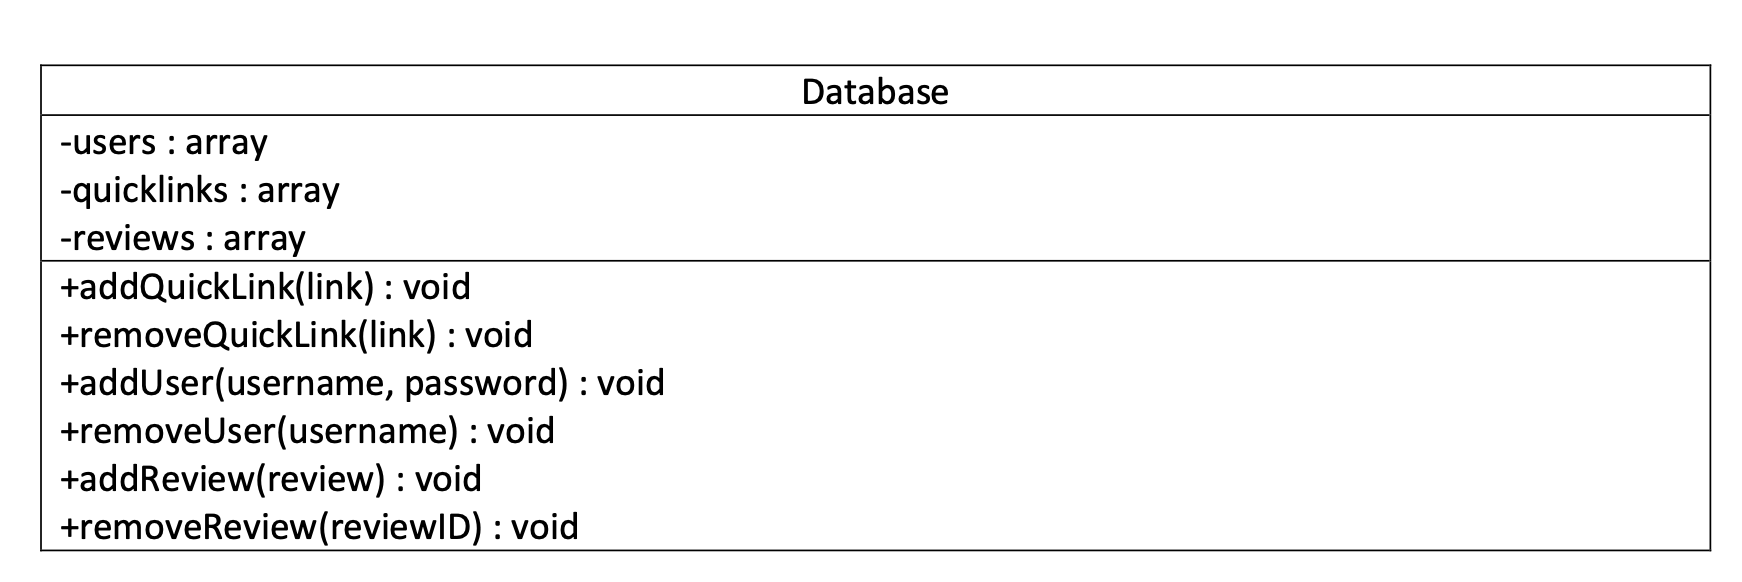 Database
-users : array
-quicklinks : array
-reviews : array
+addQuickLink(link) : void
+removeQuickLink(link) : void
+addUser(username, password) : void
+removeUser(username) : void
+addReview(review) : void
+removeReview(reviewID) : void